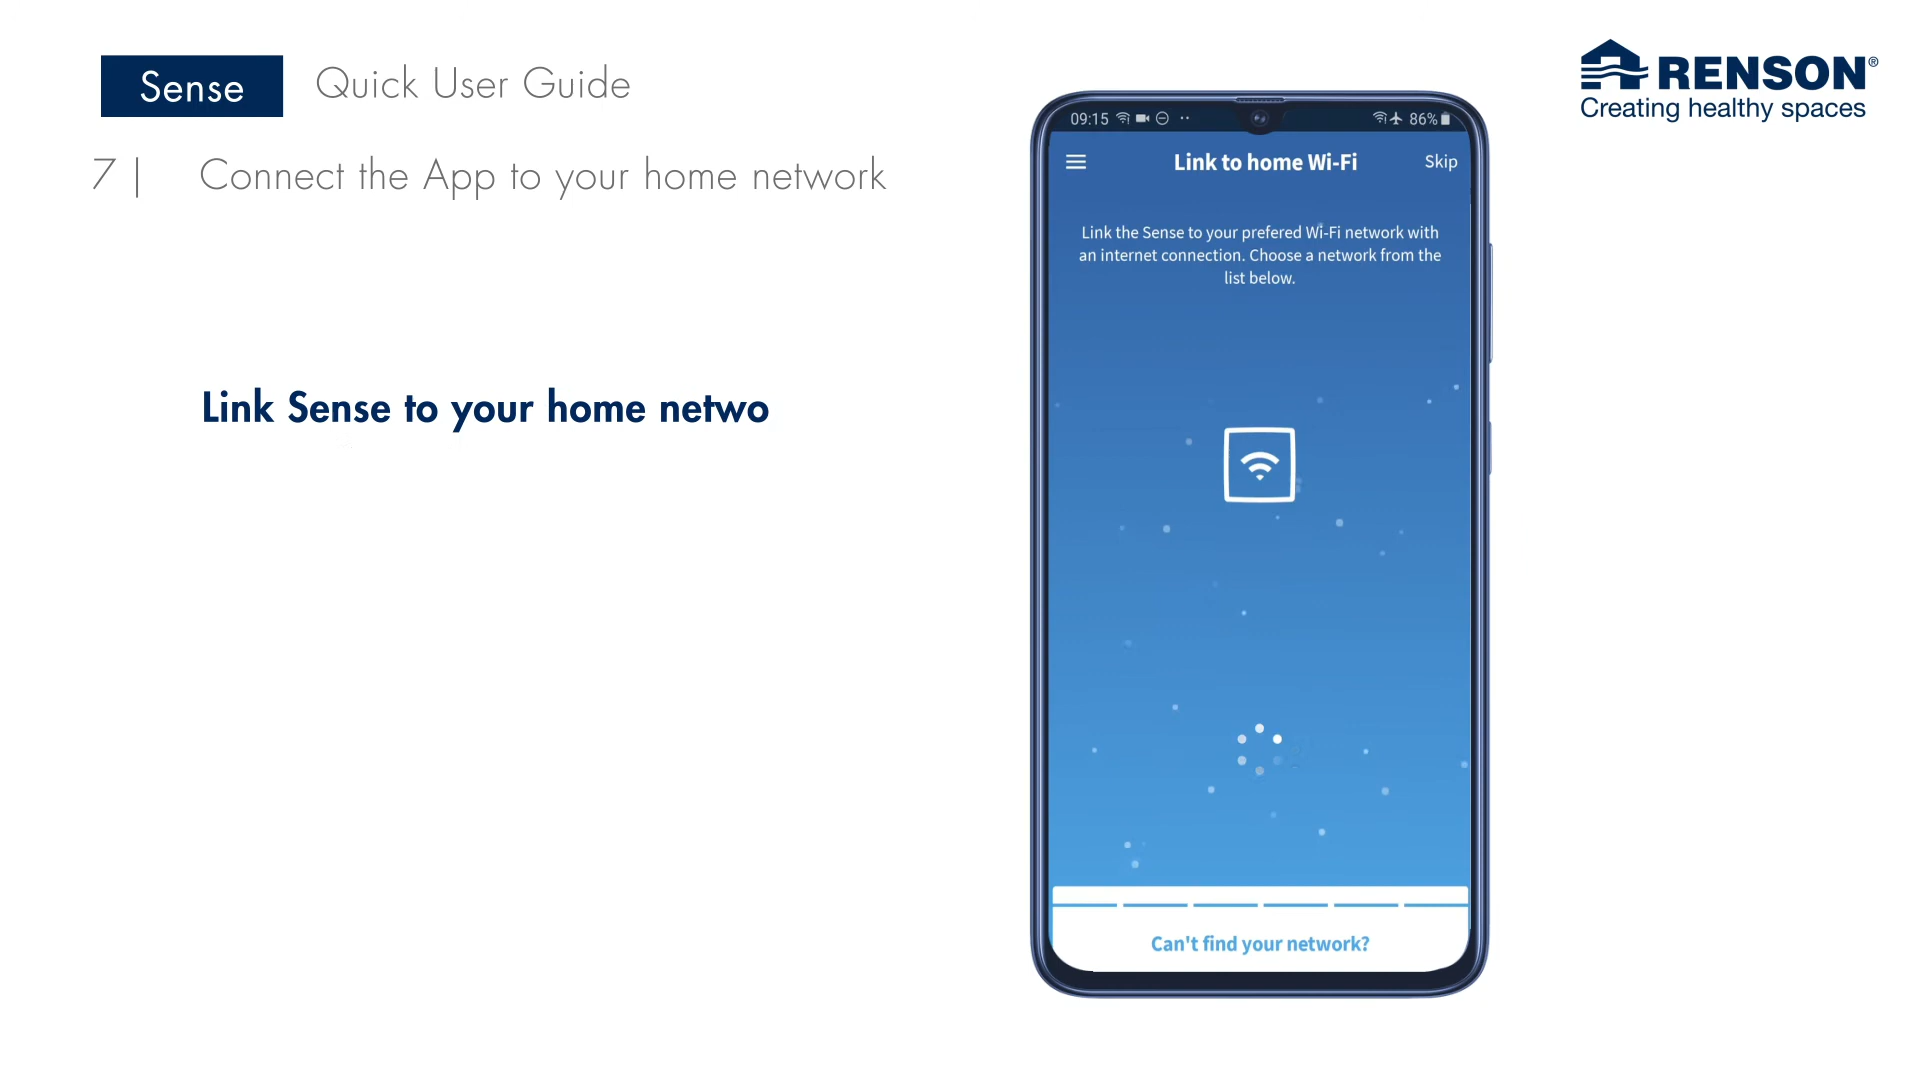 Sense
Quick User Guide
RENSON®
Creating healthy spaces
7 |
Connect the App to your home network
Link Sense to your home netwo
09:15
86%
Link to home Wi-Fi
Skip
Link the Sense to your prefered Wi-Fi network with
an internet connection. Choose a network from the
list below.
Can't find your network?